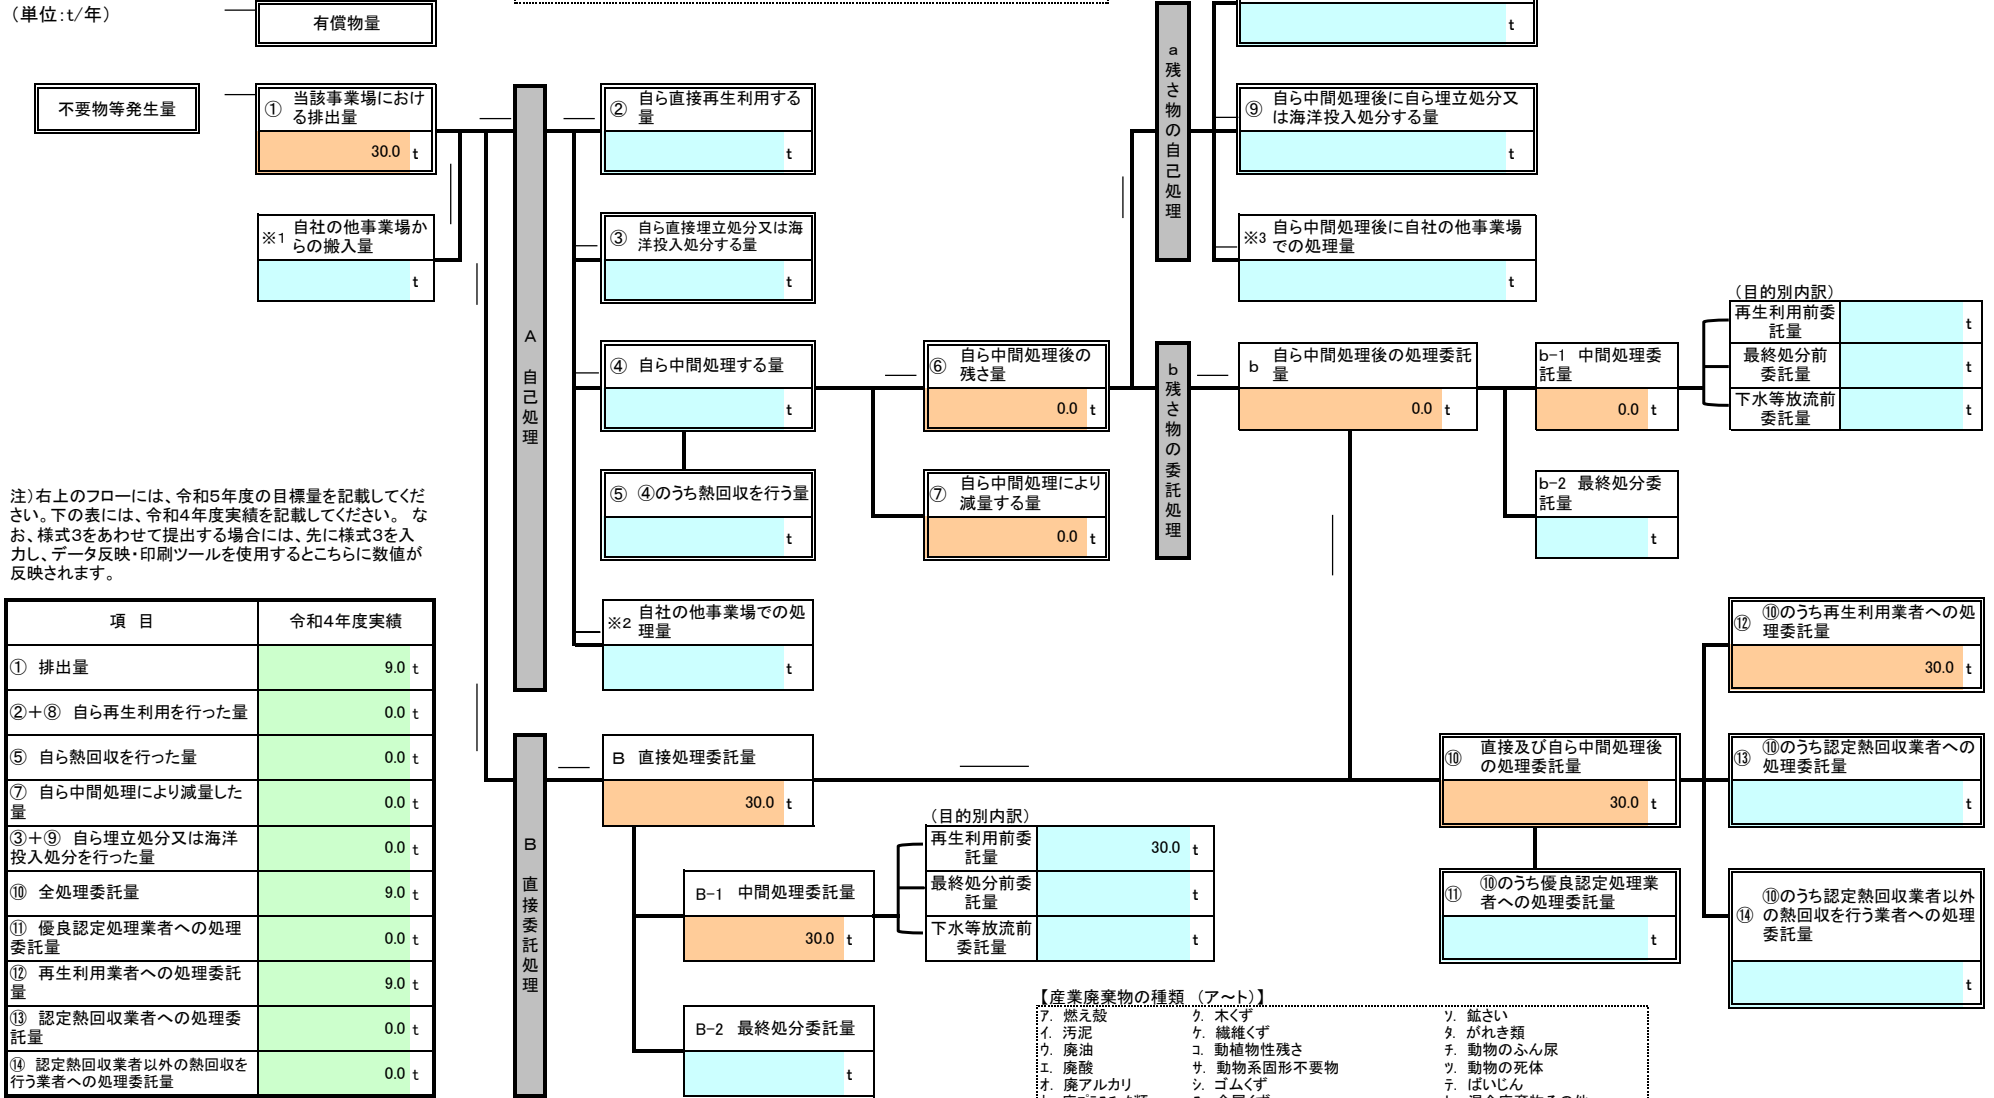 （単位:t/年）
有償物量
t
不要物等発生量
① 当該事業場におけ
る排出量
30.0 t
※1 自社の他事業場か
らの搬入量
t
A 自己処理
② 自ら直接再生利用する
量
t
③ 自ら直接埋立処分又は海
洋投入処分する量
t
④ 自ら中間処理する量
t
⑤ ④のうち熱回収を行う量
t
※2 自社の他事業場での処
理量
t
⑥ 自ら中間処理後の
残さ量
0.0 t
⑦ 自ら中間処理により
減量する量
0.0 t
a 残さ物の自己処理
⑨ 自ら中間処理後に自ら埋立処分又
は海洋投入処分する量
t
※3 自ら中間処理後に自社の他事業場
での処理量
t
b 残さ物の委託処理
b 自ら中間処理後の処理委託
量
0.0 t
b-1 中間処理委
託量
0.0 t
b-2 最終処分委
託量
t
（目的別内訳）
再生利用前委
託量
t
最終処分前
委託量
t
下水等放流前
委託量
t
注）右上のフローには、令和５年度の目標量を記載してくだ
さい。下の表には、令和４年度実績を記載してください。 な
お、様式３をあわせて提出する場合には、先に様式３を入
力し、データ反映・印刷ツールを使用するとこちらに数値が
反映されます。
項 目 令和４年度実績
① 排出量 9.0 t
②＋⑧ 自ら再生利用を行った量 0.0 t
⑤ 自ら熱回収を行った量 0.0 t
⑦ 自ら中間処理により減量した
量 0.0 t
③＋⑨ 自ら埋立処分又は海洋
投入処分を行った量 0.0 t
⑩ 全処理委託量 9.0 t
⑪ 優良認定処理業者への処理
委託量 0.0 t
⑫ 再生利用業者への処理委託
量 9.0 t
⑬ 認定熱回収業者への処理委
託量 0.0 t
⑭ 認定熱回収業者以外の熱回収を
行う業者への処理委託量 0.0 t
B 直接委託処理
B 直接処理委託量
30.0 t
B-1 中間処理委託量
30.0 t
B-2 最終処分委託量
t
（目的別内訳）
再生利用前委
託量
30.0 t
最終処分前委
託量
t
下水等放流前
委託量
t
⑩ 直接及び自ら中間処理後
の処理委託量
30.0 t
⑪ ⑩のうち優良認定処理業
者への処理委託量
t
⑫ ⑩のうち再生利用業者への処
理委託量
30.0 t
⑬ ⑩のうち認定熱回収業者への
処理委託量
t
⑭ ⑩のうち認定熱回収業者以外
の熱回収を行う業者への処理
委託量
t
【産業廃棄物の種類 （ア～ト）】
ア. 燃え殻 ク. 木くず ソ. 鉱さい
イ. 汚泥 ケ. 繊維くず タ. がれき類
ウ. 廃油 コ. 動植物性残さ チ. 動物のふん尿
エ. 廃酸 サ. 動物系固形不要物 ツ. 動物の死体
オ. 廃アルカリ シ. ゴムくず テ. ばいじん